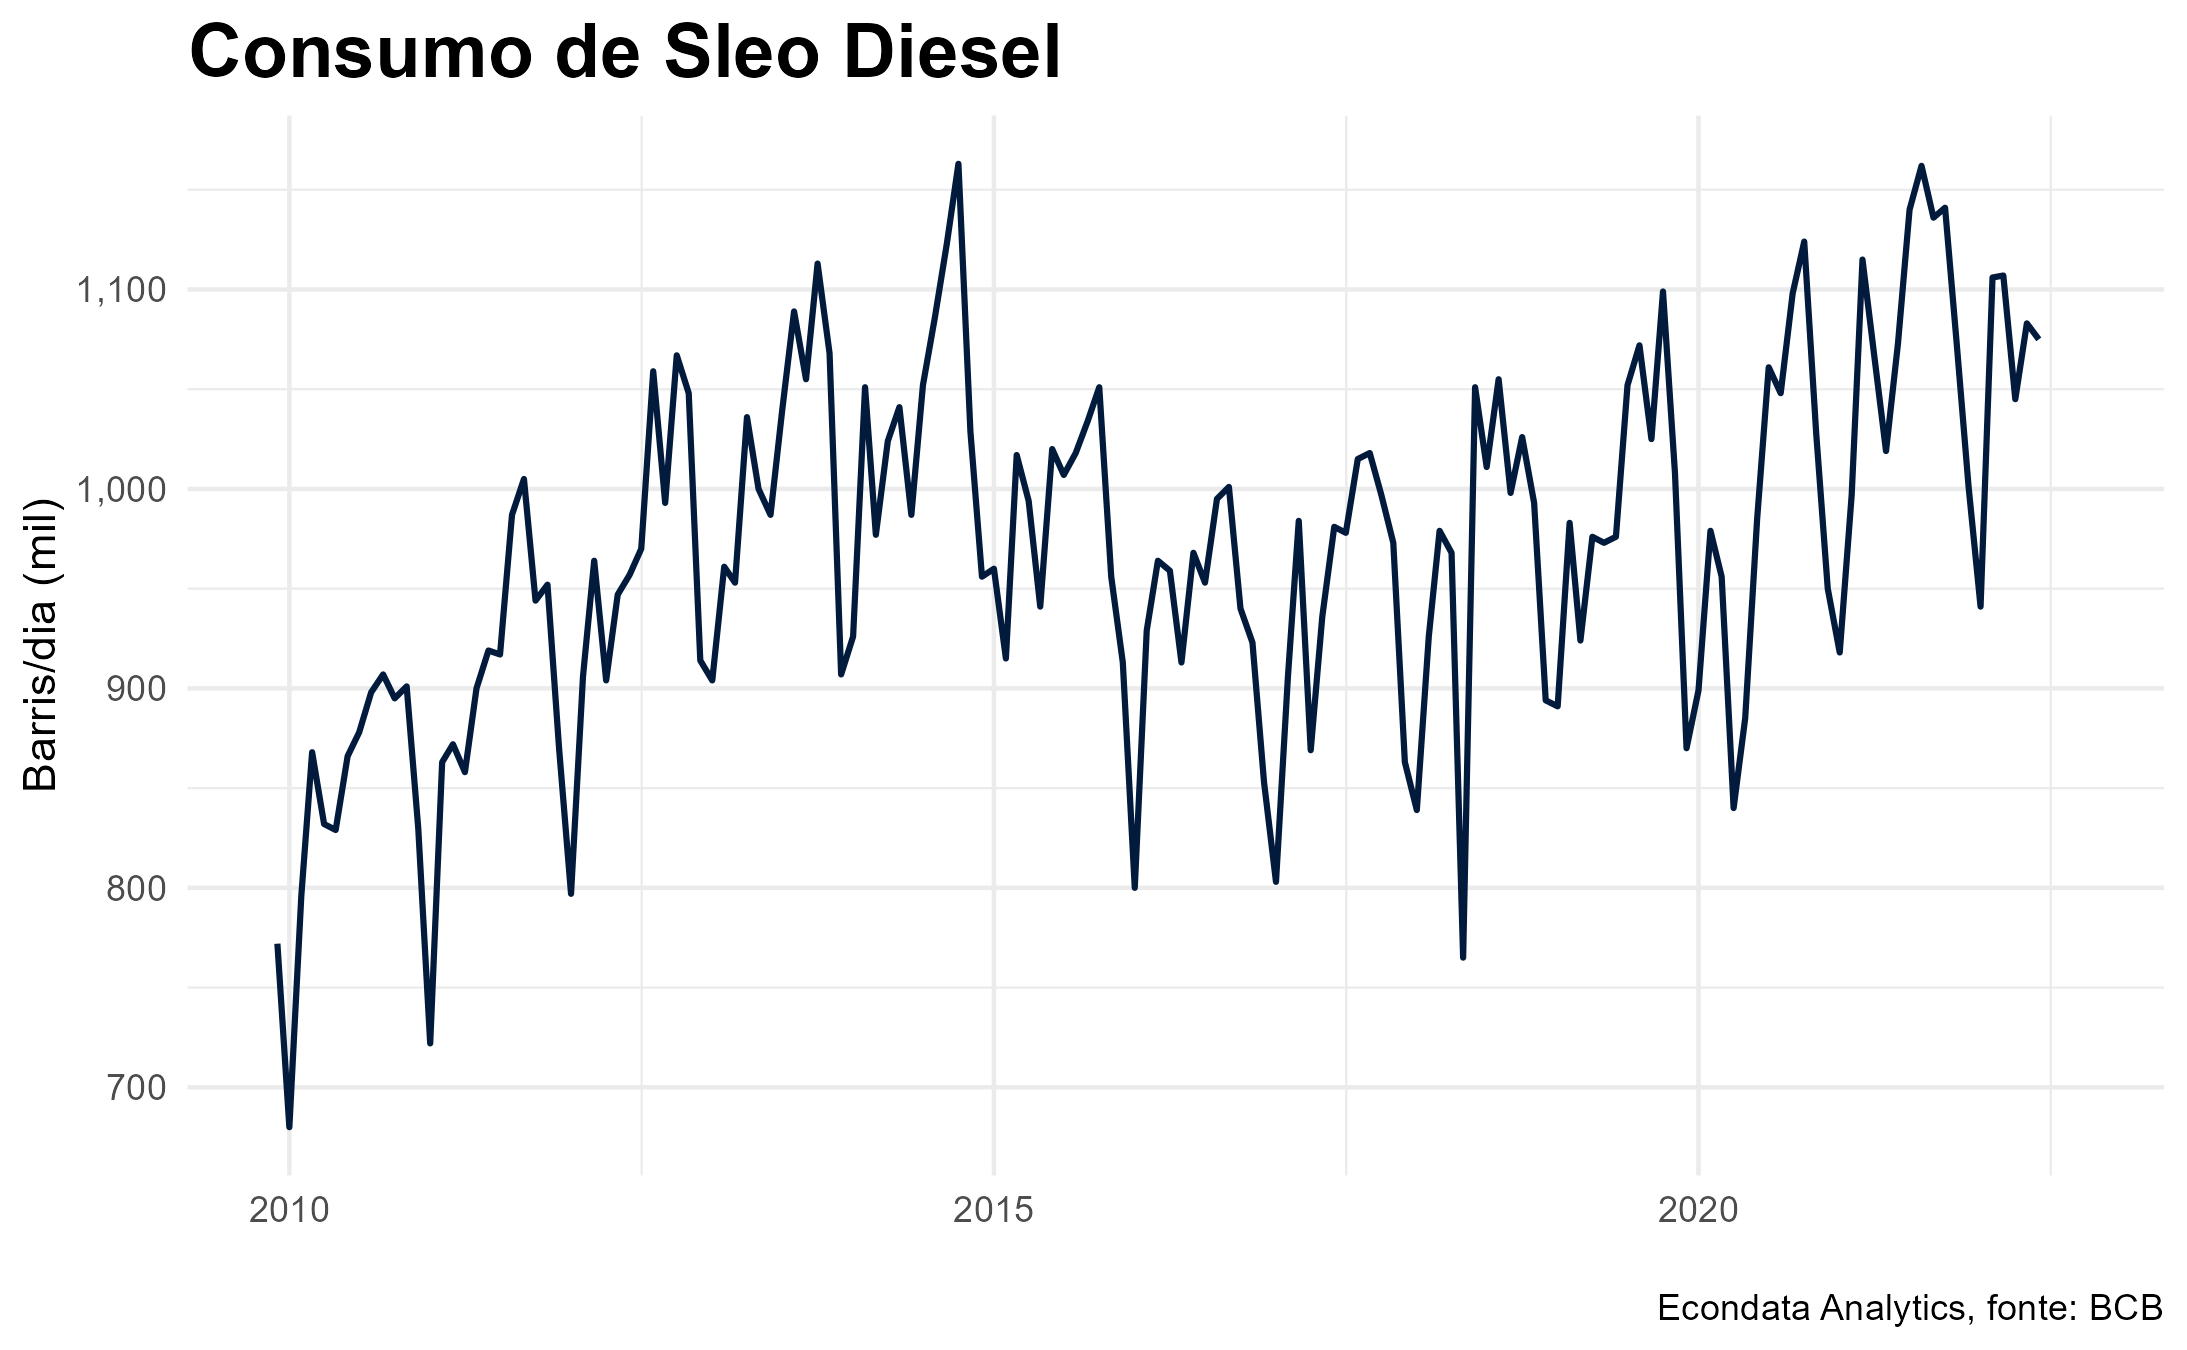 Consumo de Sleo Diesel
Barris/dia (mil)
1,100
1,000
900
800
700
2010
2015
2020
Econdata Analytics, fonte: BCB